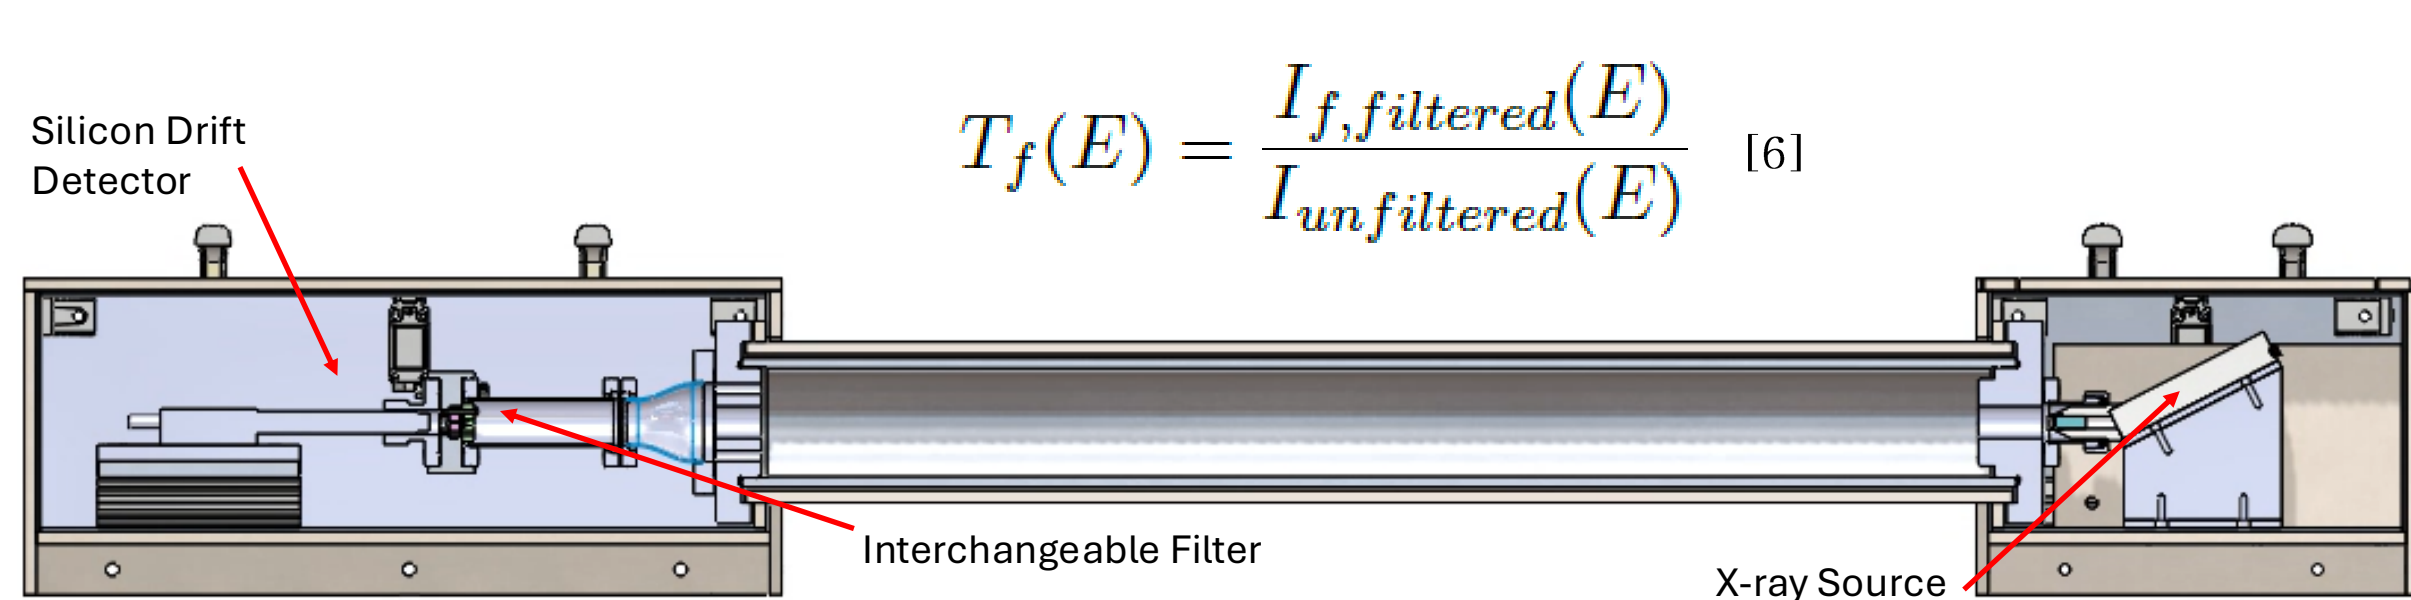 Silicon Drift
Detector
T_f(E) = I_{f,filtered}(E) / I_{unfiltered}(E) [6]
Interchangeable Filter
X-ray Source